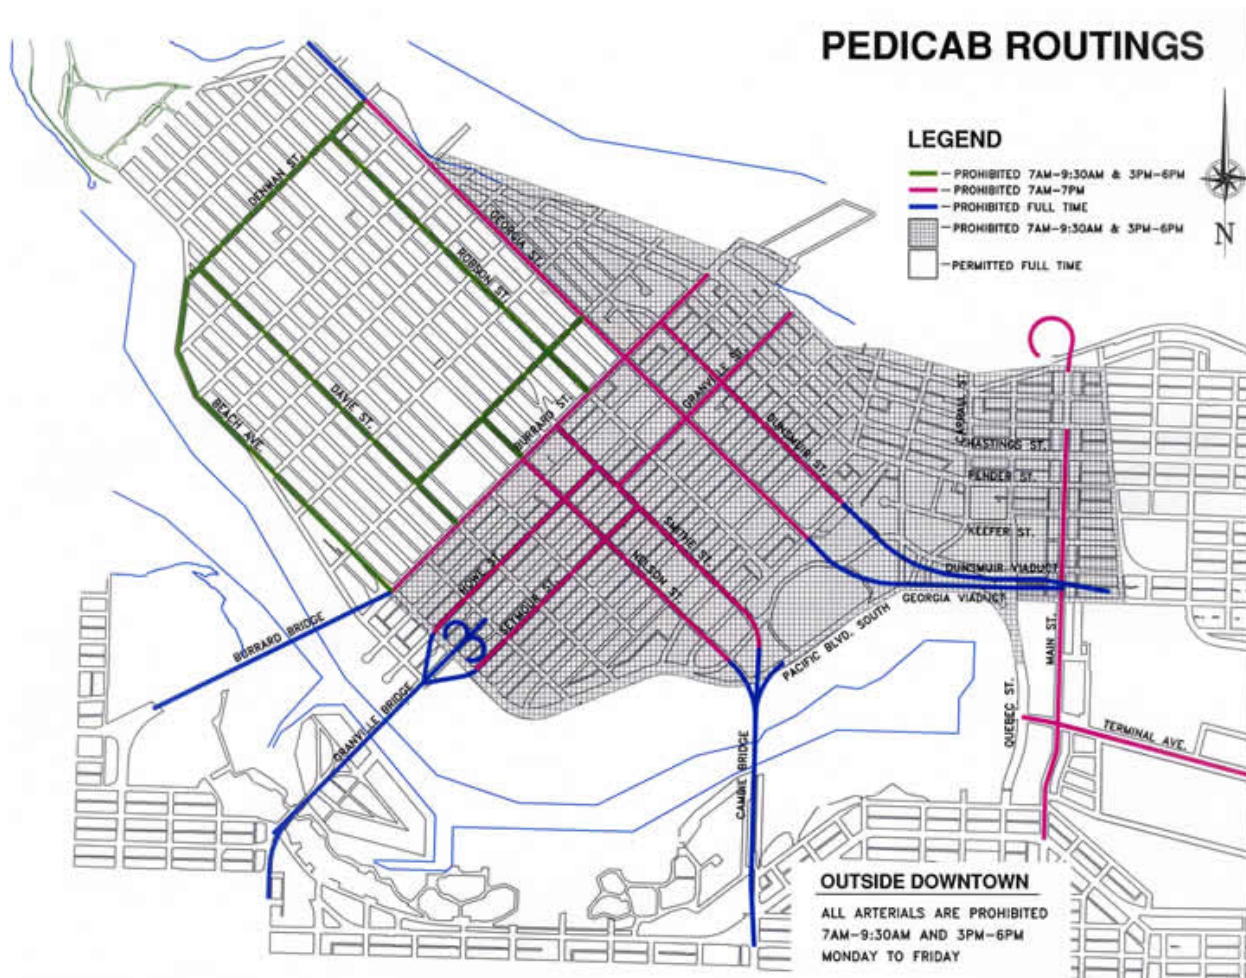 PEDICAB ROUTINGS
LEGEND
– PROHIBITED 7AM–9:30AM & 3PM–6PM
– PROHIBITED 7AM–7PM
– PROHIBITED FULL TIME
– PROHIBITED 7AM–9:30AM & 3PM–6PM
– PERMITTED FULL TIME
N
DENMAN ST.
GEORGIA ST.
ROBSON ST.
DAVIE ST.
BEACH AVE.
BURRARD ST.
GRANVILLE ST.
DUNSMUIR ST.
CARRALL ST.
HASTINGS ST.
PENDER ST.
KEEFER ST.
DUNSMUIR VIADUCT
GEORGIA VIADUCT
HOWE ST.
SEYMOUR ST.
SMITHE ST.
NELSON ST
PACIFIC BLVD. SOUTH
MAIN ST.
QUEBEC ST.
TERMINAL AVE.
BURRARD BRIDGE
GRANVILLE BRIDGE
CAMBIE BRIDGE
OUTSIDE DOWNTOWN
ALL ARTERIALS ARE PROHIBITED
7AM–9:30AM AND 3PM–6PM
MONDAY TO FRIDAY